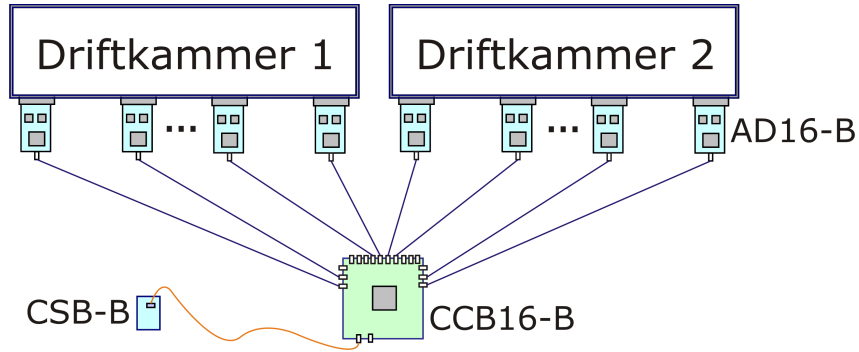 Driftkammer 1
Driftkammer 2
...
...
AD16-B
CSB-B
CCB16-B